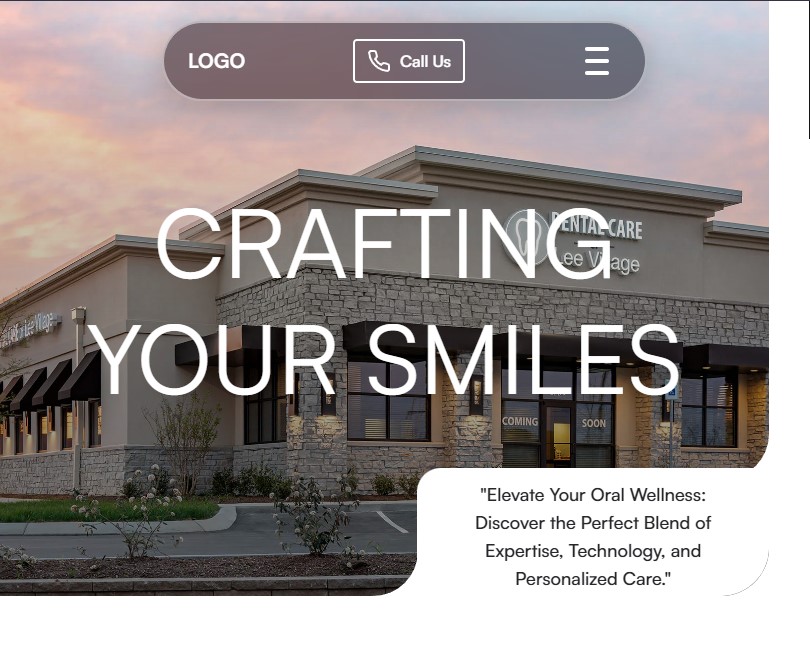 LOGO
Call Us
DENTAL CARE
Lee Village
CRAFTING
YOUR SMILES
COMING SOON
"Elevate Your Oral Wellness:
Discover the Perfect Blend of
Expertise, Technology, and
Personalized Care."